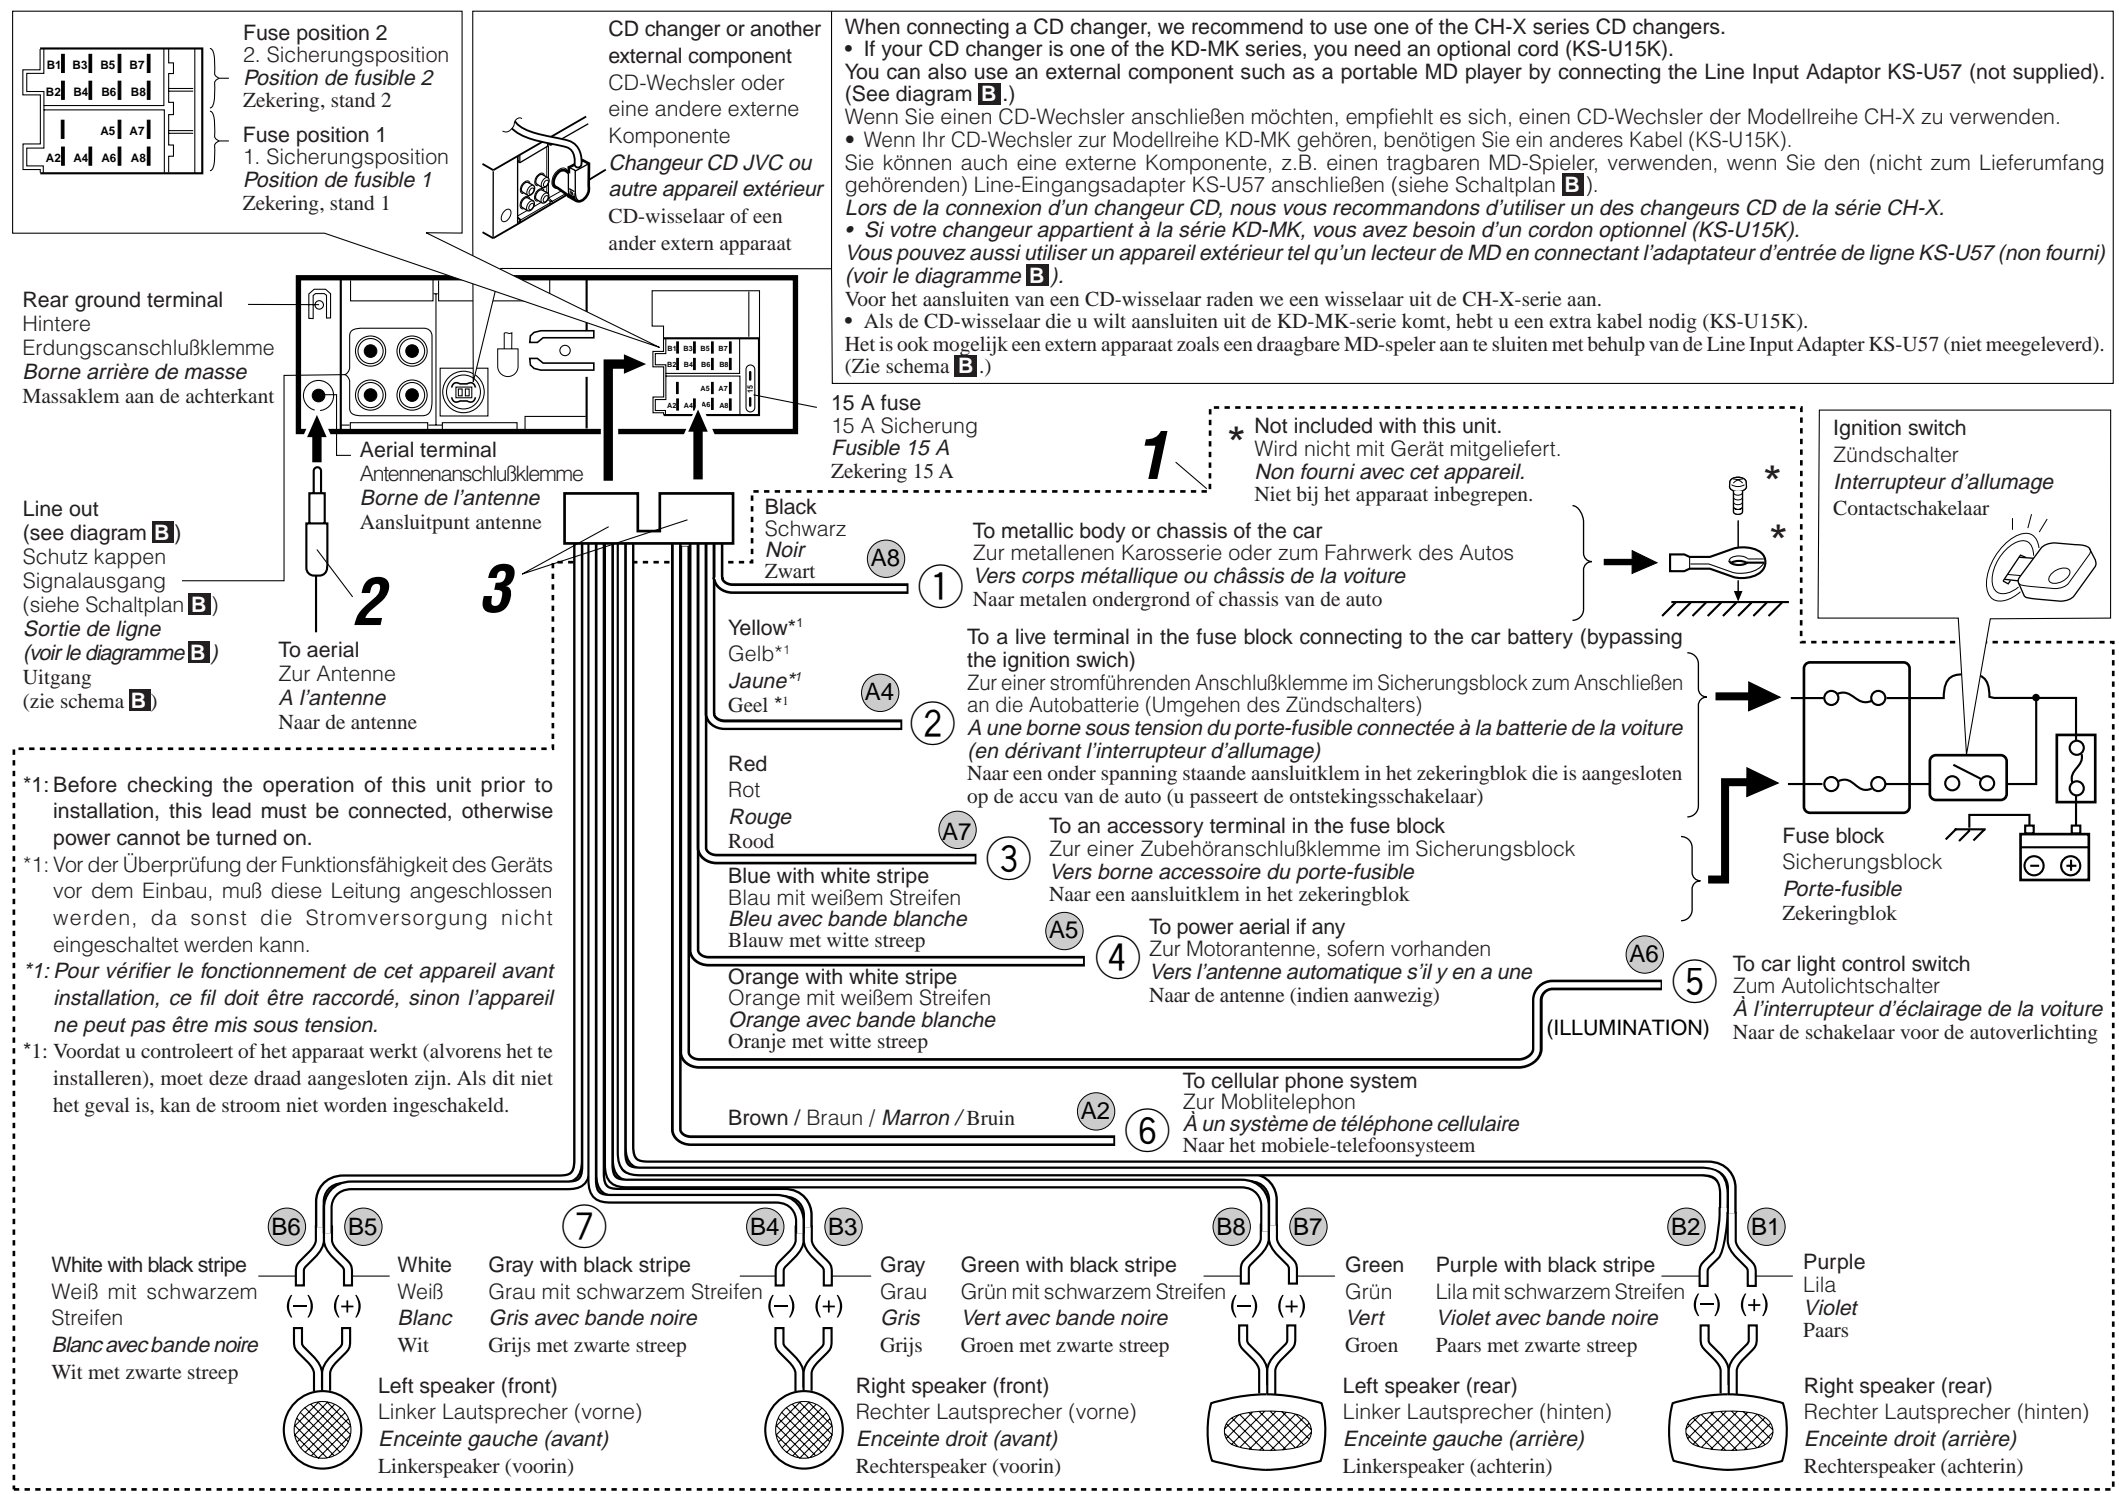 B1 B3 B5 B7
B2 B4 B6 B8
A5 A7
A2 A4 A6 A8
Fuse position 2
2. Sicherungsposition
Position de fusible 2
Zekering, stand 2
Fuse position 1
1. Sicherungsposition
Position de fusible 1
Zekering, stand 1
CD changer or another
external component
CD-Wechsler oder
eine andere externe
Komponente
Changeur CD JVC ou
autre appareil extérieur
CD-wisselaar of een
ander extern apparaat
When connecting a CD changer, we recommend to use one of the CH-X series CD changers.
• If your CD changer is one of the KD-MK series, you need an optional cord (KS-U15K).
You can also use an external component such as a portable MD player by connecting the Line Input Adaptor KS-U57 (not supplied).
(See diagram B.)
Wenn Sie einen CD-Wechsler anschließen möchten, empfiehlt es sich, einen CD-Wechsler der Modellreihe CH-X zu verwenden.
• Wenn Ihr CD-Wechsler zur Modellreihe KD-MK gehören, benötigen Sie ein anderes Kabel (KS-U15K).
Sie können auch eine externe Komponente, z.B. einen tragbaren MD-Spieler, verwenden, wenn Sie den (nicht zum Lieferumfang
gehörenden) Line-Eingangsadapter KS-U57 anschließen (siehe Schaltplan B).
Lors de la connexion d'un changeur CD, nous vous recommandons d'utiliser un des changeurs CD de la série CH-X.
• Si votre changeur appartient à la série KD-MK, vous avez besoin d'un cordon optionnel (KS-U15K).
Vous pouvez aussi utiliser un appareil extérieur tel qu'un lecteur de MD en connectant l'adaptateur d'entrée de ligne KS-U57 (non fourni)
(voir le diagramme B).
Voor het aansluiten van een CD-wisselaar raden we een wisselaar uit de CH-X-serie aan.
• Als de CD-wisselaar die u wilt aansluiten uit de KD-MK-serie komt, hebt u een extra kabel nodig (KS-U15K).
Het is ook mogelijk een extern apparaat zoals een draagbare MD-speler aan te sluiten met behulp van de Line Input Adapter KS-U57 (niet meegeleverd).
(Zie schema B.)
Rear ground terminal
Hintere
Erdungscanschlußklemme
Borne arrière de masse
Massaklem aan de achterkant
B1 B3 B5 B7
B2 B4 B6 B8
A5 A7
A2 A4 A6 A8
15
15 A fuse
15 A Sicherung
Fusible 15 A
Zekering 15 A
Aerial terminal
Antennenanschlußklemme
Borne de l'antenne
Aansluitpunt antenne
Line out
(see diagram B)
Schutz kappen
Signalausgang
(siehe Schaltplan B)
Sortie de ligne
(voir le diagramme B)
Uitgang
(zie schema B)
2
To aerial
Zur Antenne
A l'antenne
Naar de antenne
3
1
* Not included with this unit.
Wird nicht mit Gerät mitgeliefert.
Non fourni avec cet appareil.
Niet bij het apparaat inbegrepen.
*
*
Ignition switch
Zündschalter
Interrupteur d'allumage
Contactschakelaar
Black
Schwarz
Noir
Zwart
A8
1
To metallic body or chassis of the car
Zur metallenen Karosserie oder zum Fahrwerk des Autos
Vers corps métallique ou châssis de la voiture
Naar metalen ondergrond of chassis van de auto
Yellow*1
Gelb*1
Jaune*1
Geel *1
A4
2
To a live terminal in the fuse block connecting to the car battery (bypassing
the ignition swich)
Zur einer stromführenden Anschlußklemme im Sicherungsblock zum Anschließen
an die Autobatterie (Umgehen des Zündschalters)
A une borne sous tension du porte-fusible connectée à la batterie de la voiture
(en dérivant l'interrupteur d'allumage)
Naar een onder spanning staande aansluitklem in het zekeringblok die is aangesloten
op de accu van de auto (u passeert de ontstekingsschakelaar)
Red
Rot
Rouge
Rood
A7
3
To an accessory terminal in the fuse block
Zur einer Zubehöranschlußklemme im Sicherungsblock
Vers borne accessoire du porte-fusible
Naar een aansluitklem in het zekeringblok
Fuse block
Sicherungsblock
Porte-fusible
Zekeringblok
*1: Before checking the operation of this unit prior to
installation, this lead must be connected, otherwise
power cannot be turned on.
*1: Vor der Überprüfung der Funktionsfähigkeit des Geräts
vor dem Einbau, muß diese Leitung angeschlossen
werden, da sonst die Stromversorgung nicht
eingeschaltet werden kann.
*1: Pour vérifier le fonctionnement de cet appareil avant
installation, ce fil doit être raccordé, sinon l'appareil
ne peut pas être mis sous tension.
*1: Voordat u controleert of het apparaat werkt (alvorens het te
installeren), moet deze draad aangesloten zijn. Als dit niet
het geval is, kan de stroom niet worden ingeschakeld.
Blue with white stripe
Blau mit weißem Streifen
Bleu avec bande blanche
Blauw met witte streep
A5
4
To power aerial if any
Zur Motorantenne, sofern vorhanden
Vers l'antenne automatique s'il y en a une
Naar de antenne (indien aanwezig)
Orange with white stripe
Orange mit weißem Streifen
Orange avec bande blanche
Oranje met witte streep
A6
5
(ILLUMINATION)
To car light control switch
Zum Autolichtschalter
À l'interrupteur d'éclairage de la voiture
Naar de schakelaar voor de autoverlichting
Brown / Braun / Marron / Bruin
A2
6
To cellular phone system
Zur Moblitelephon
À un système de téléphone cellulaire
Naar het mobiele-telefoonsysteem
B6 B5
7
B4 B3
B8 B7
B2 B1
White with black stripe
Weiß mit schwarzem
Streifen
Blanc avec bande noire
Wit met zwarte streep
(−) (+)
White
Weiß
Blanc
Wit
Left speaker (front)
Linker Lautsprecher (vorne)
Enceinte gauche (avant)
Linkerspeaker (voorin)
Gray with black stripe
Grau mit schwarzem Streifen
Gris avec bande noire
Grijs met zwarte streep
(−) (+)
Gray
Grau
Gris
Grijs
Right speaker (front)
Rechter Lautsprecher (vorne)
Enceinte droit (avant)
Rechterspeaker (voorin)
Green with black stripe
Grün mit schwarzem Streifen
Vert avec bande noire
Groen met zwarte streep
(−) (+)
Green
Grün
Vert
Groen
Left speaker (rear)
Linker Lautsprecher (hinten)
Enceinte gauche (arrière)
Linkerspeaker (achterin)
Purple with black stripe
Lila mit schwarzem Streifen
Violet avec bande noire
Paars met zwarte streep
(−) (+)
Purple
Lila
Violet
Paars
Right speaker (rear)
Rechter Lautsprecher (hinten)
Enceinte droit (arrière)
Rechterspeaker (achterin)